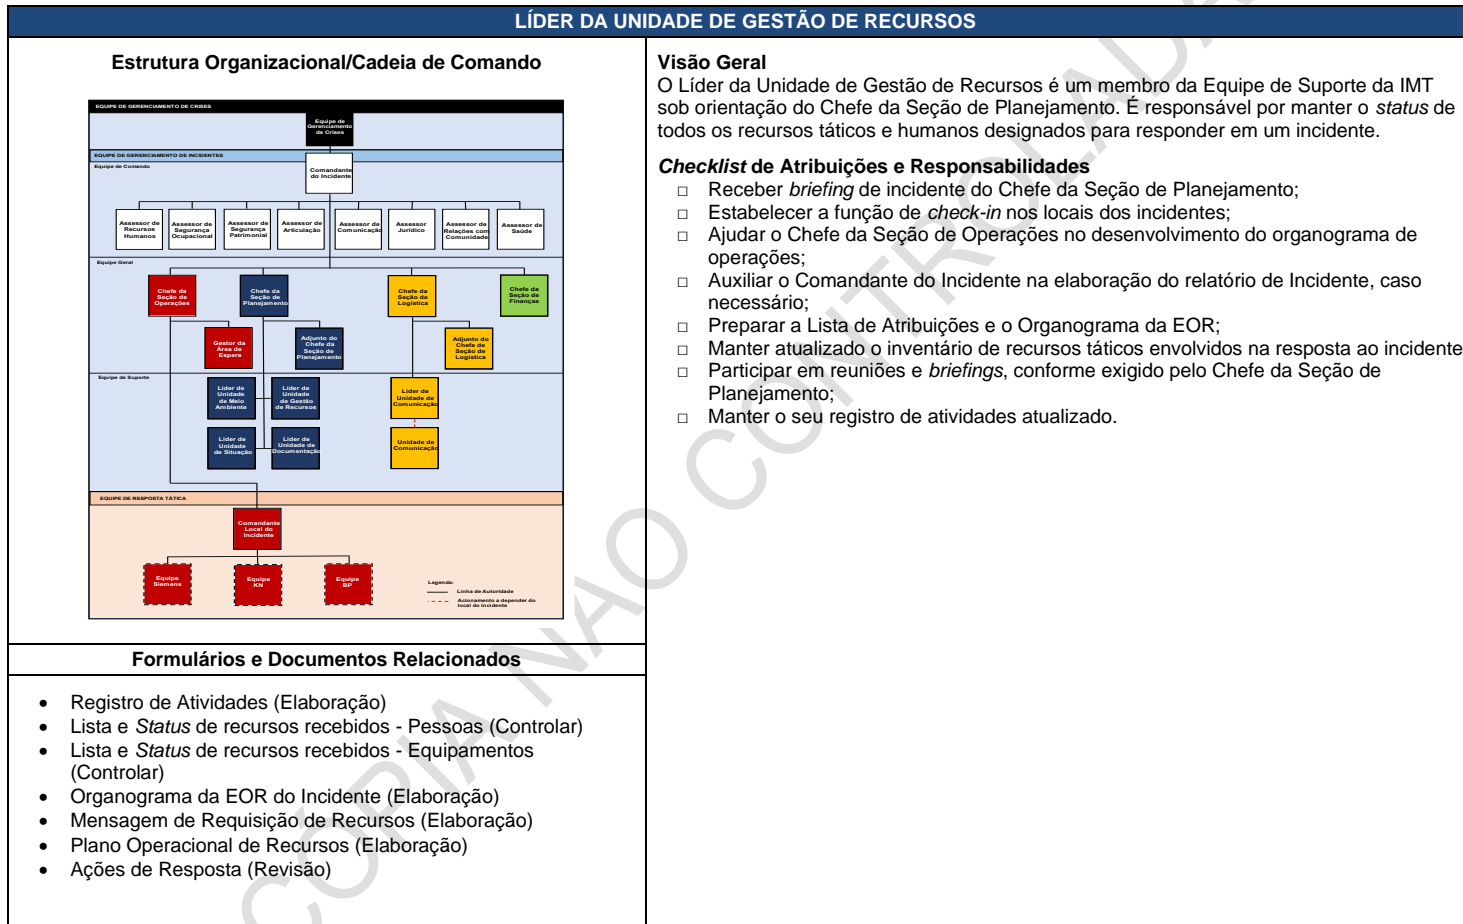 LÍDER DA UNIDADE DE GESTÃO DE RECURSOS
Estrutura Organizacional/Cadeia de Comando
EQUIPE DE GERENCIAMENTO DE CRISES
Equipe de
Gerenciamento
de Crises
EQUIPE DE GERENCIAMENTO DE INCIDENTES
Equipe de Comando
Comandante
do Incidente
Assessor de
Recursos
Humanos
Assessor de
Segurança
Ocupacional
Assessor de
Segurança
Patrimonial
Assessor de
Articulação
Assessor de
Comunicação
Assessor
Jurídico
Assessor de
Relações com
Comunidade
Assessor de
Saúde
Equipe Geral
Chefe da
Seção de
Operações
Chefe da
Seção de
Planejamento
Chefe da
Seção de
Logística
Chefe da
Seção de
Finanças
Gestor da
Área de
Espera
Adjunto do
Chefe da
Seção de
Planejamento
Adjunto do
Chefe de
Seção de
Logística
Equipe de Suporte
Líder de
Unidade
de Meio
Ambiente
Líder de
Unidade
de Gestão
de Recursos
Líder de
Unidade de
Comunicação
Líder de
Unidade
de Situação
Líder de
Unidade de
Documentação
Unidade de
Comunicação
EQUIPE DE RESPOSTA TÁTICA
Comandante
Local do
Incidente
Equipe
Siemens
Equipe
KN
Equipe
BP
Legenda:
Linha de Autoridade
Acionamento a depender do
local do incidente
Formulários e Documentos Relacionados
• Registro de Atividades (Elaboração)
• Lista e Status de recursos recebidos - Pessoas (Controlar)
• Lista e Status de recursos recebidos - Equipamentos
(Controlar)
• Organograma da EOR do Incidente (Elaboração)
• Mensagem de Requisição de Recursos (Elaboração)
• Plano Operacional de Recursos (Elaboração)
• Ações de Resposta (Revisão)
Visão Geral
O Líder da Unidade de Gestão de Recursos é um membro da Equipe de Suporte da IMT
sob orientação do Chefe da Seção de Planejamento. É responsável por manter o status de
todos os recursos táticos e humanos designados para responder em um incidente.
Checklist de Atribuições e Responsabilidades
□ Receber briefing de incidente do Chefe da Seção de Planejamento;
□ Estabelecer a função de check-in nos locais dos incidentes;
□ Ajudar o Chefe da Seção de Operações no desenvolvimento do organograma de
operações;
□ Auxiliar o Comandante do Incidente na elaboração do relatório de Incidente, caso
necessário;
□ Preparar a Lista de Atribuições e o Organograma da EOR;
□ Manter atualizado o inventário de recursos táticos envolvidos na resposta ao incidente
□ Participar em reuniões e briefings, conforme exigido pelo Chefe da Seção de
Planejamento;
□ Manter o seu registro de atividades atualizado.
CÓPIA NÃO CONTROLADA